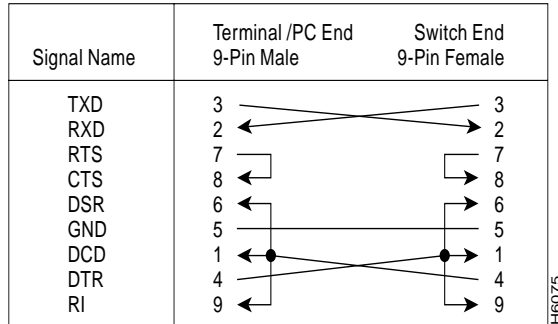 Signal Name Terminal /PC End 9-Pin Male Switch End 9-Pin Female
TXD 3 3
RXD 2 2
RTS 7 7
CTS 8 8
DSR 6 6
GND 5 5
DCD 1 1
DTR 4 4
RI 9 9
H6075